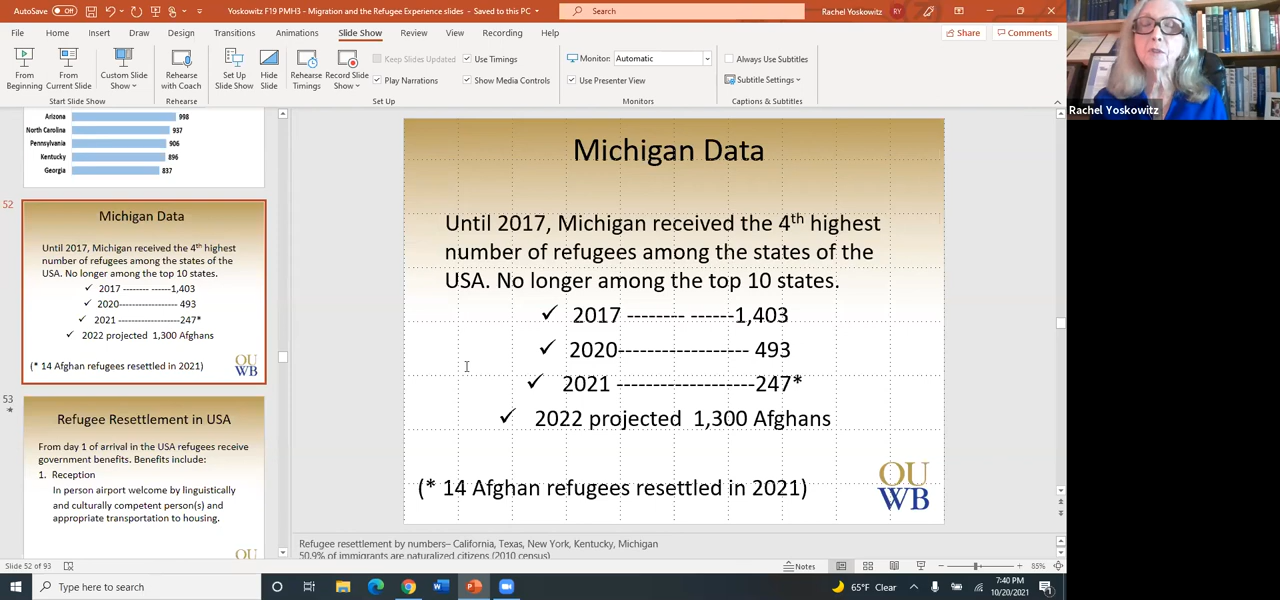 AutoSave Off
Yoskowitz F19 PMH3 - Migration and the Refugee Experience slides - Saved to this PC
Search
Rachel Yoskowitz RY
File Home Insert Draw Design Transitions Animations Slide Show Review View Recording Help
Share Comments
From Beginning
From Current Slide
Custom Slide Show
Start Slide Show
Rehearse with Coach
Rehearse
Set Up Slide Show
Hide Slide
Rehearse Timings
Record Slide Show
Keep Slides Updated
Play Narrations
Use Timings
Show Media Controls
Set Up
Monitor: Automatic
Use Presenter View
Monitors
Always Use Subtitles
Subtitle Settings
Captions & Subtitles
Rachel Yoskowitz
Arizona 998
North Carolina 937
Pennsylvania 906
Kentucky 896
Georgia 837
52
Michigan Data
Until 2017, Michigan received the 4th highest
number of refugees among the states of the
USA. No longer among the top 10 states.
✓ 2017 -------- ------1,403
✓ 2020----------------- 493
✓ 2021 ------------------247*
✓ 2022 projected 1,300 Afghans
(* 14 Afghan refugees resettled in 2021)
OU
WB
53
Refugee Resettlement in USA
From day 1 of arrival in the USA refugees receive
government benefits. Benefits include:
1. Reception
In person airport welcome by linguistically
and culturally competent person(s) and
appropriate transportation to housing.
OU
Michigan Data
Until 2017, Michigan received the 4th highest
number of refugees among the states of the
USA. No longer among the top 10 states.
✓ 2017 -------- ------1,403
✓ 2020------------------ 493
✓ 2021 -------------------247*
✓ 2022 projected 1,300 Afghans
(* 14 Afghan refugees resettled in 2021)
OU
WB
Refugee resettlement by numbers– California, Texas, New York, Kentucky, Michigan
50.9% of immigrants are naturalized citizens (2010 census)
Slide 52 of 93
Notes
85%
Type here to search
65°F Clear
7:40 PM
10/20/2021